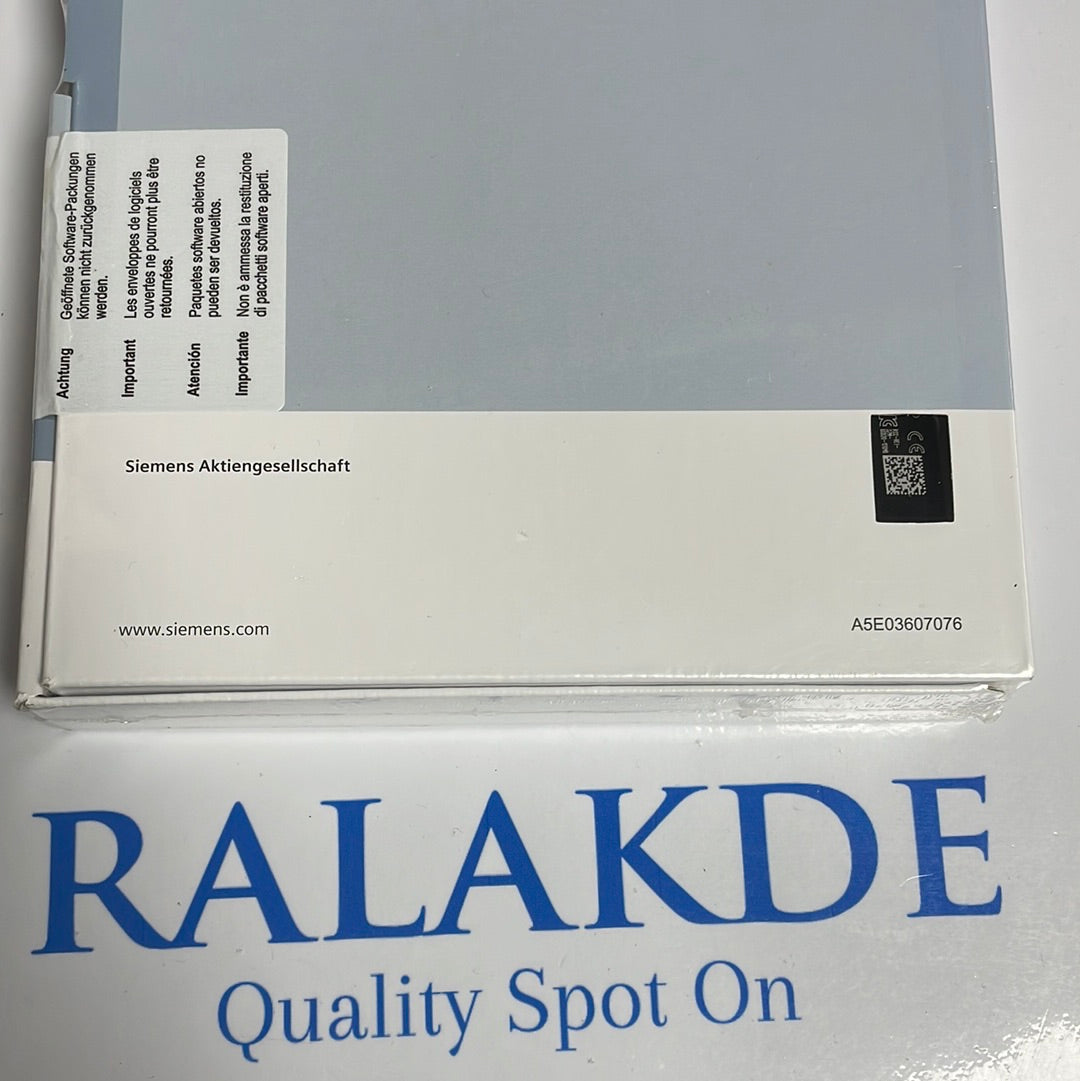 Achtung Geöffnete Software-Packungen
können nicht zurückgenommen
werden.
Important Les enveloppes de logiciels
ouvertes ne pourront plus être
retournées.
Atención Paquetes software abiertos no
pueden ser devueltos.
Importante Non è ammessa la restituzione
di pacchetti software aperti.
Siemens Aktiengesellschaft
CE
www.siemens.com
A5E03607076
RALAKDE
Quality Spot On